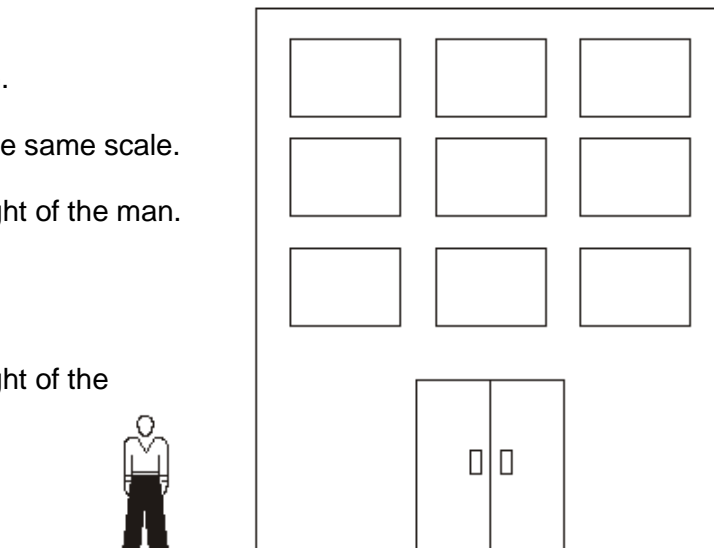 .
e same scale.
ht of the man.
ht of the